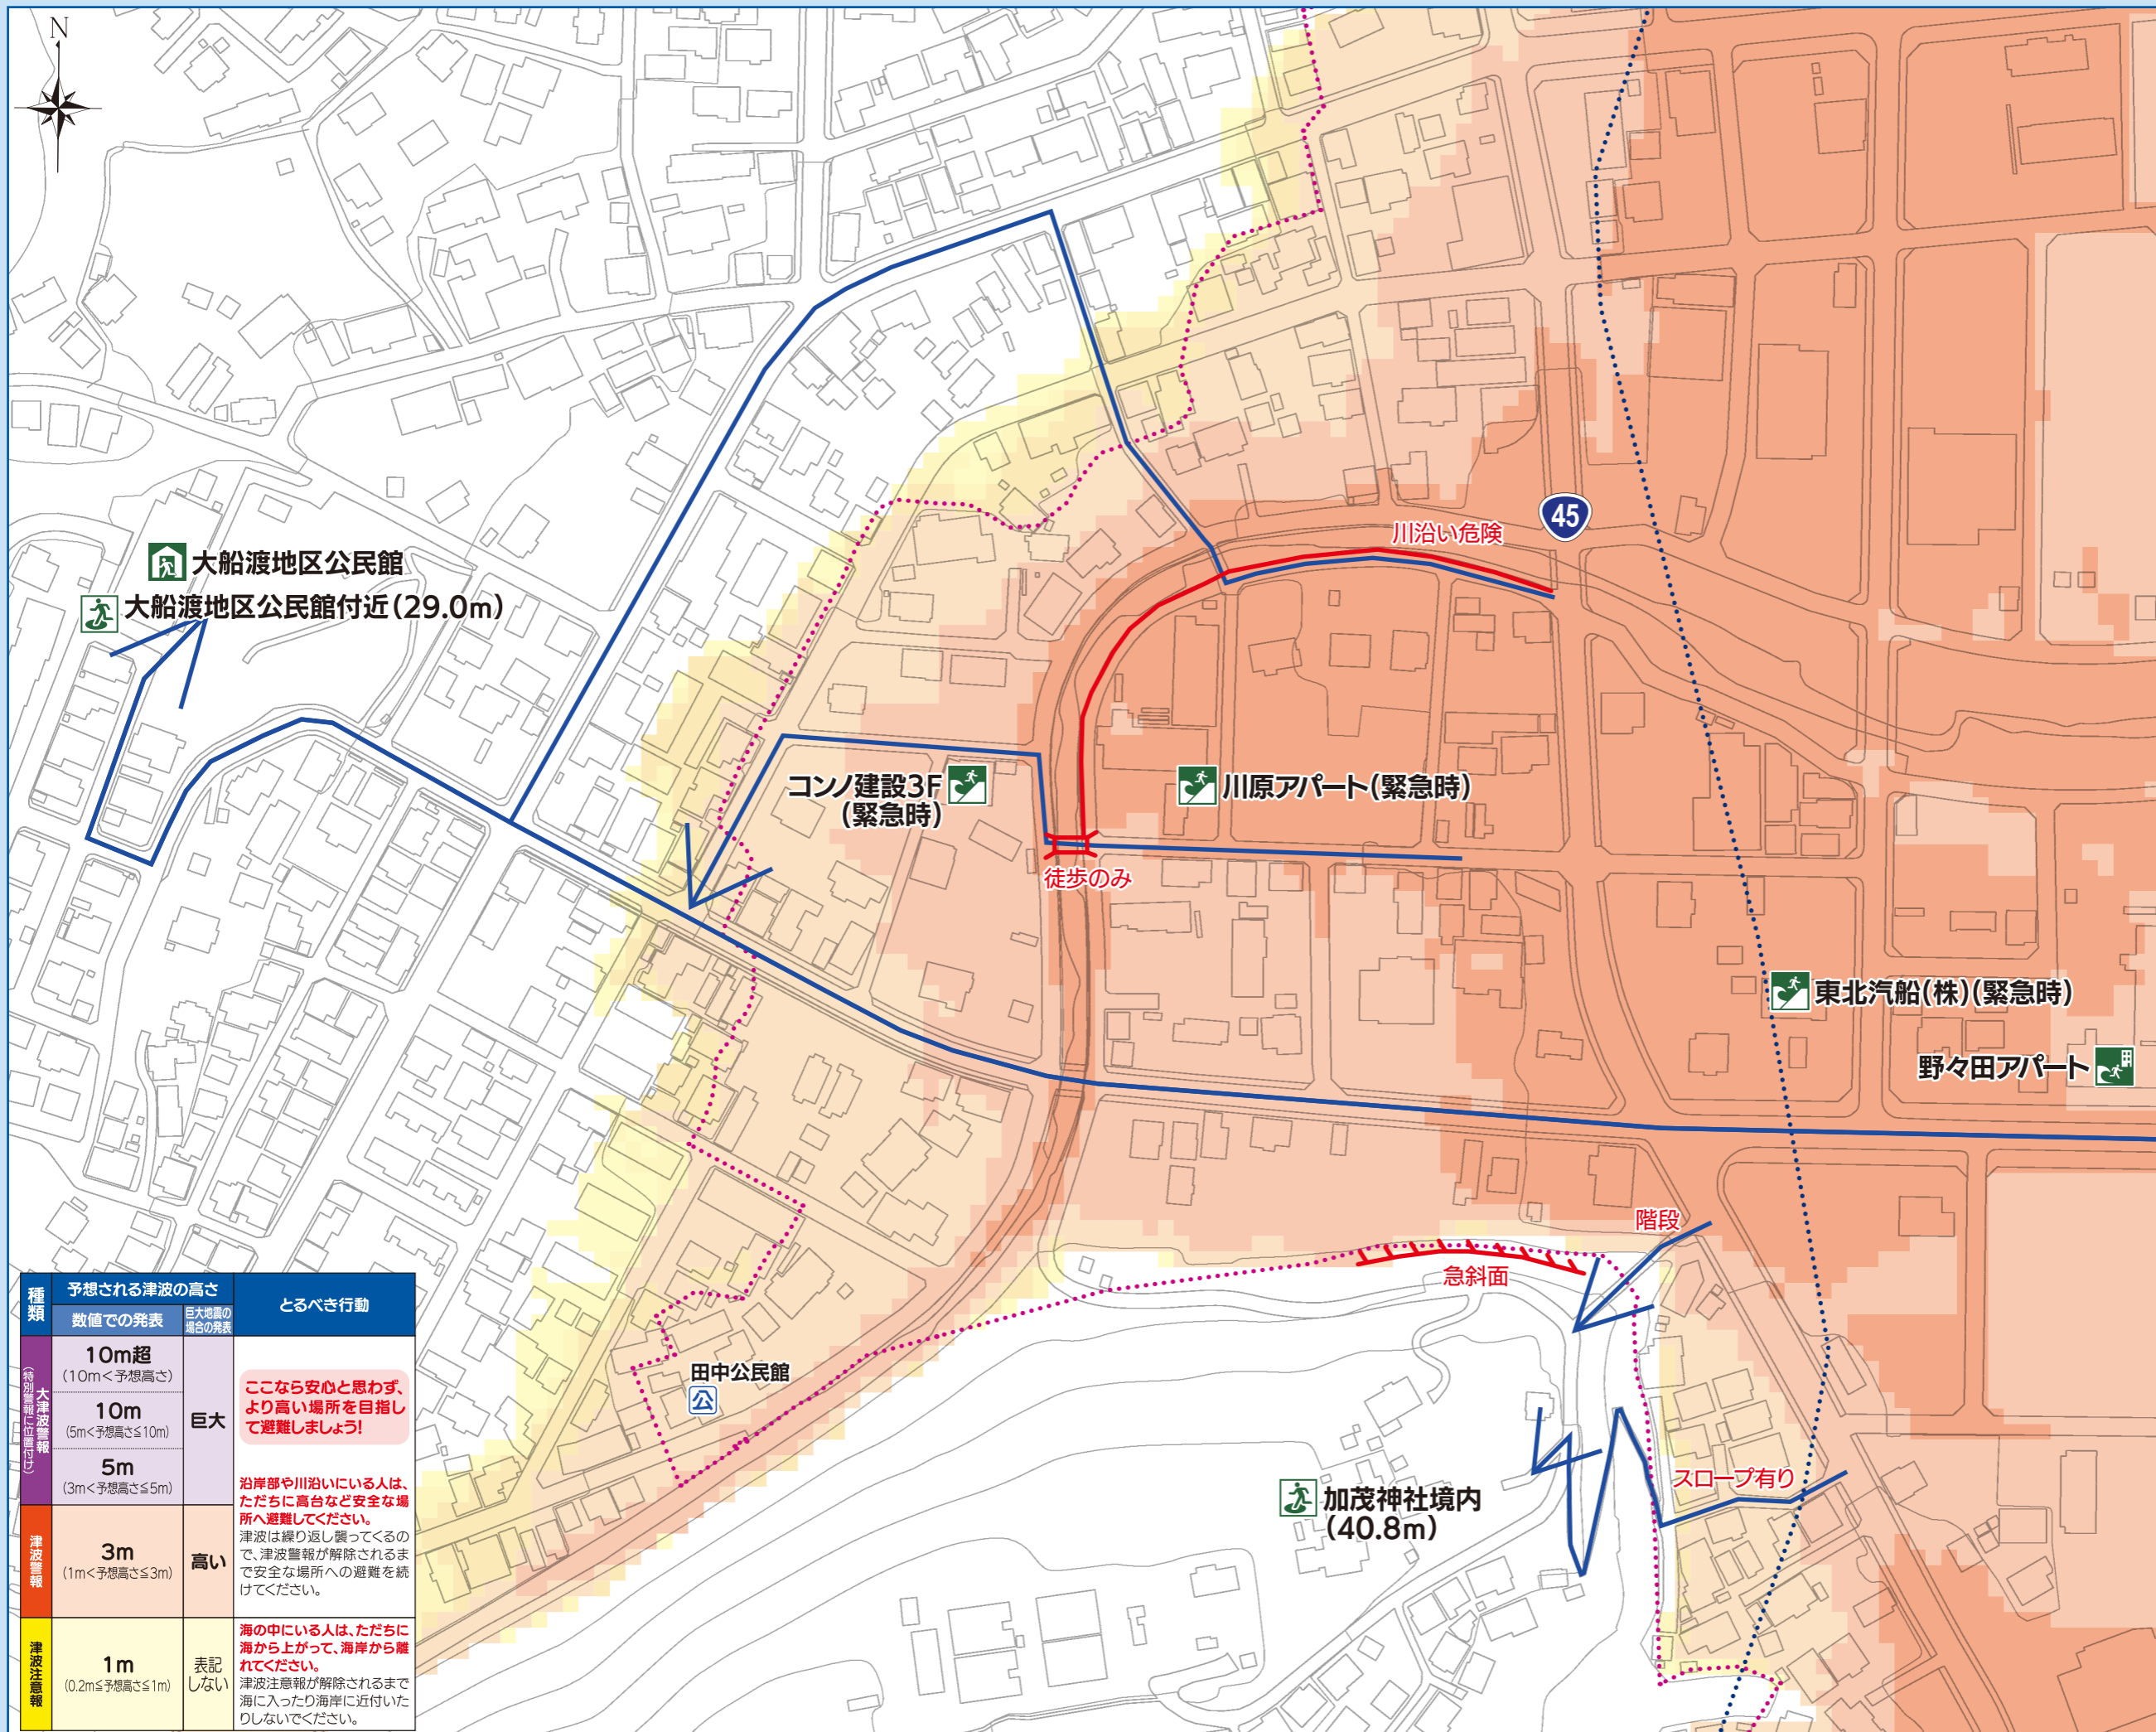 N
45
川沿い危険
大船渡地区公民館
大船渡地区公民館付近(29.0m)
コンノ建設3F
(緊急時)
川原アパート(緊急時)
徒歩のみ
東北汽船(株)(緊急時)
野々田アパート
階段
急斜面
田中公民館
公
スロープ有り
加茂神社境内
(40.8m)
種類
予想される津波の高さ
とるべき行動
数値での発表
巨大地震の
場合の発表
大津波警報
(特別警報に位置付け)
10m超
(10m<予想高さ)
10m
(5m<予想高さ≦10m)
5m
(3m<予想高さ≦5m)
巨大
ここなら安心と思わず、
より高い場所を目指し
て避難しましょう!
沿岸部や川沿いにいる人は、
ただちに高台など安全な場
所へ避難してください。
津波は繰り返し襲ってくるの
で、津波警報が解除されるま
で安全な場所への避難を続
けてください。
津波警報
3m
(1m<予想高さ≦3m)
高い
津波注意報
1m
(0.2m≦予想高さ≦1m)
表記
しない
海の中にいる人は、ただちに
海から上がって、海岸から離
れてください。
津波注意報が解除されるまで
海に入ったり海岸に近付いた
りしないでください。